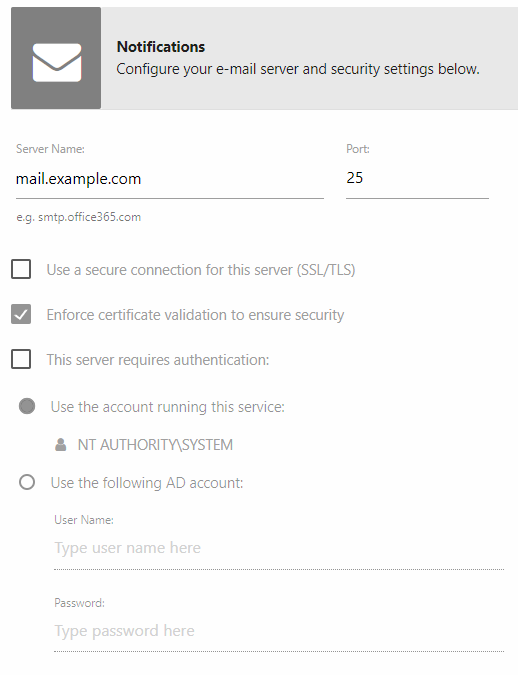 Notifications
Configure your e-mail server and security settings below.
Server Name:
Port:
mail.example.com
25
e.g. smtp.office365.com
Use a secure connection for this server (SSL/TLS)
Enforce certificate validation to ensure security
This server requires authentication:
Use the account running this service:
NT AUTHORITY\SYSTEM
Use the following AD account:
User Name:
Type user name here
Password:
Type password here